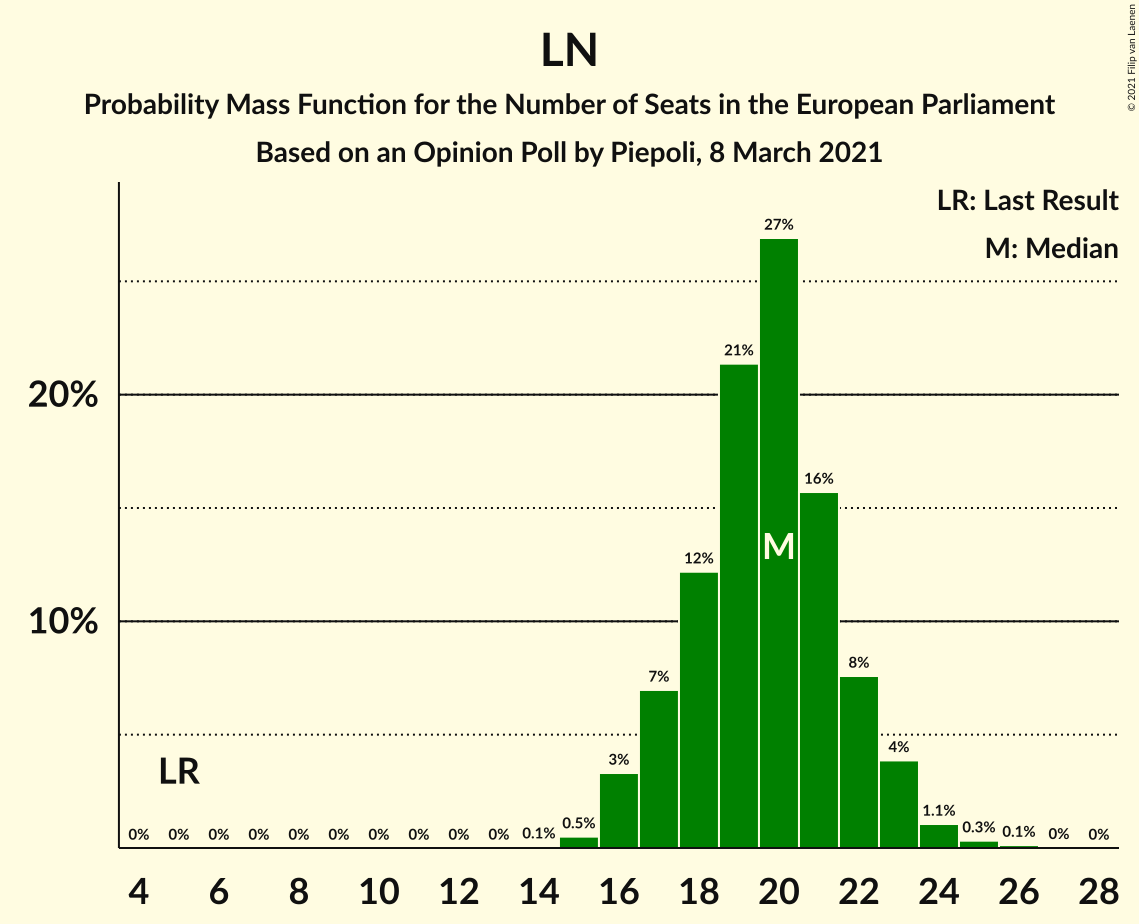 LN
Probability Mass Function for the Number of Seats in the European Parliament
Based on an Opinion Poll by Piepoli, 8 March 2021
© 2021 Filip van Laenen
LR: Last Result
M: Median
27%
21%
20%
16%
M
12%
10%
8%
7%
4%
LR
3%
1.1%
0% 0% 0% 0% 0% 0% 0% 0% 0% 0% 0.1% 0.5% 0.3% 0.1% 0% 0%
4 6 8 10 12 14 16 18 20 22 24 26 28